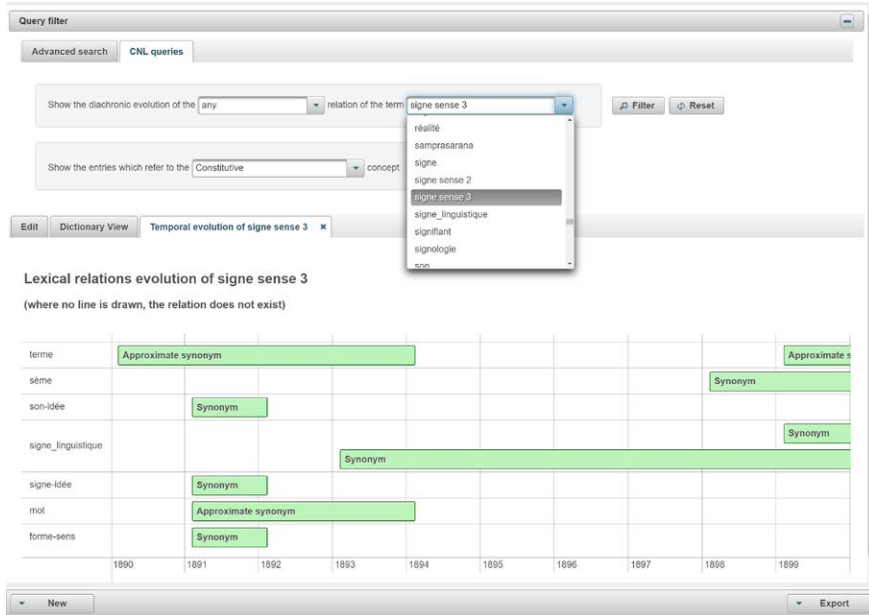 Query filter
Advanced search CNL queries
Show the diachronic evolution of the any relation of the term signe sense 3 Filter Reset
réalité
samprasarana
signe
Show the entries which refer to the Constitutive concept
signe sense 2
signe sense 3
signe_linguistique
signifiant
signologie
son
Edit Dictionary View Temporal evolution of signe sense 3
Lexical relations evolution of signe sense 3
(where no line is drawn, the relation does not exist)
terme Approximate synonym Approximate s
sème Synonym
son-idée Synonym
Synonym
signe_linguistique
Synonym
signe-idée Synonym
mot Approximate synonym
forme-sens Synonym
1890 1891 1892 1893 1894 1895 1896 1897 1898 1899
New Export